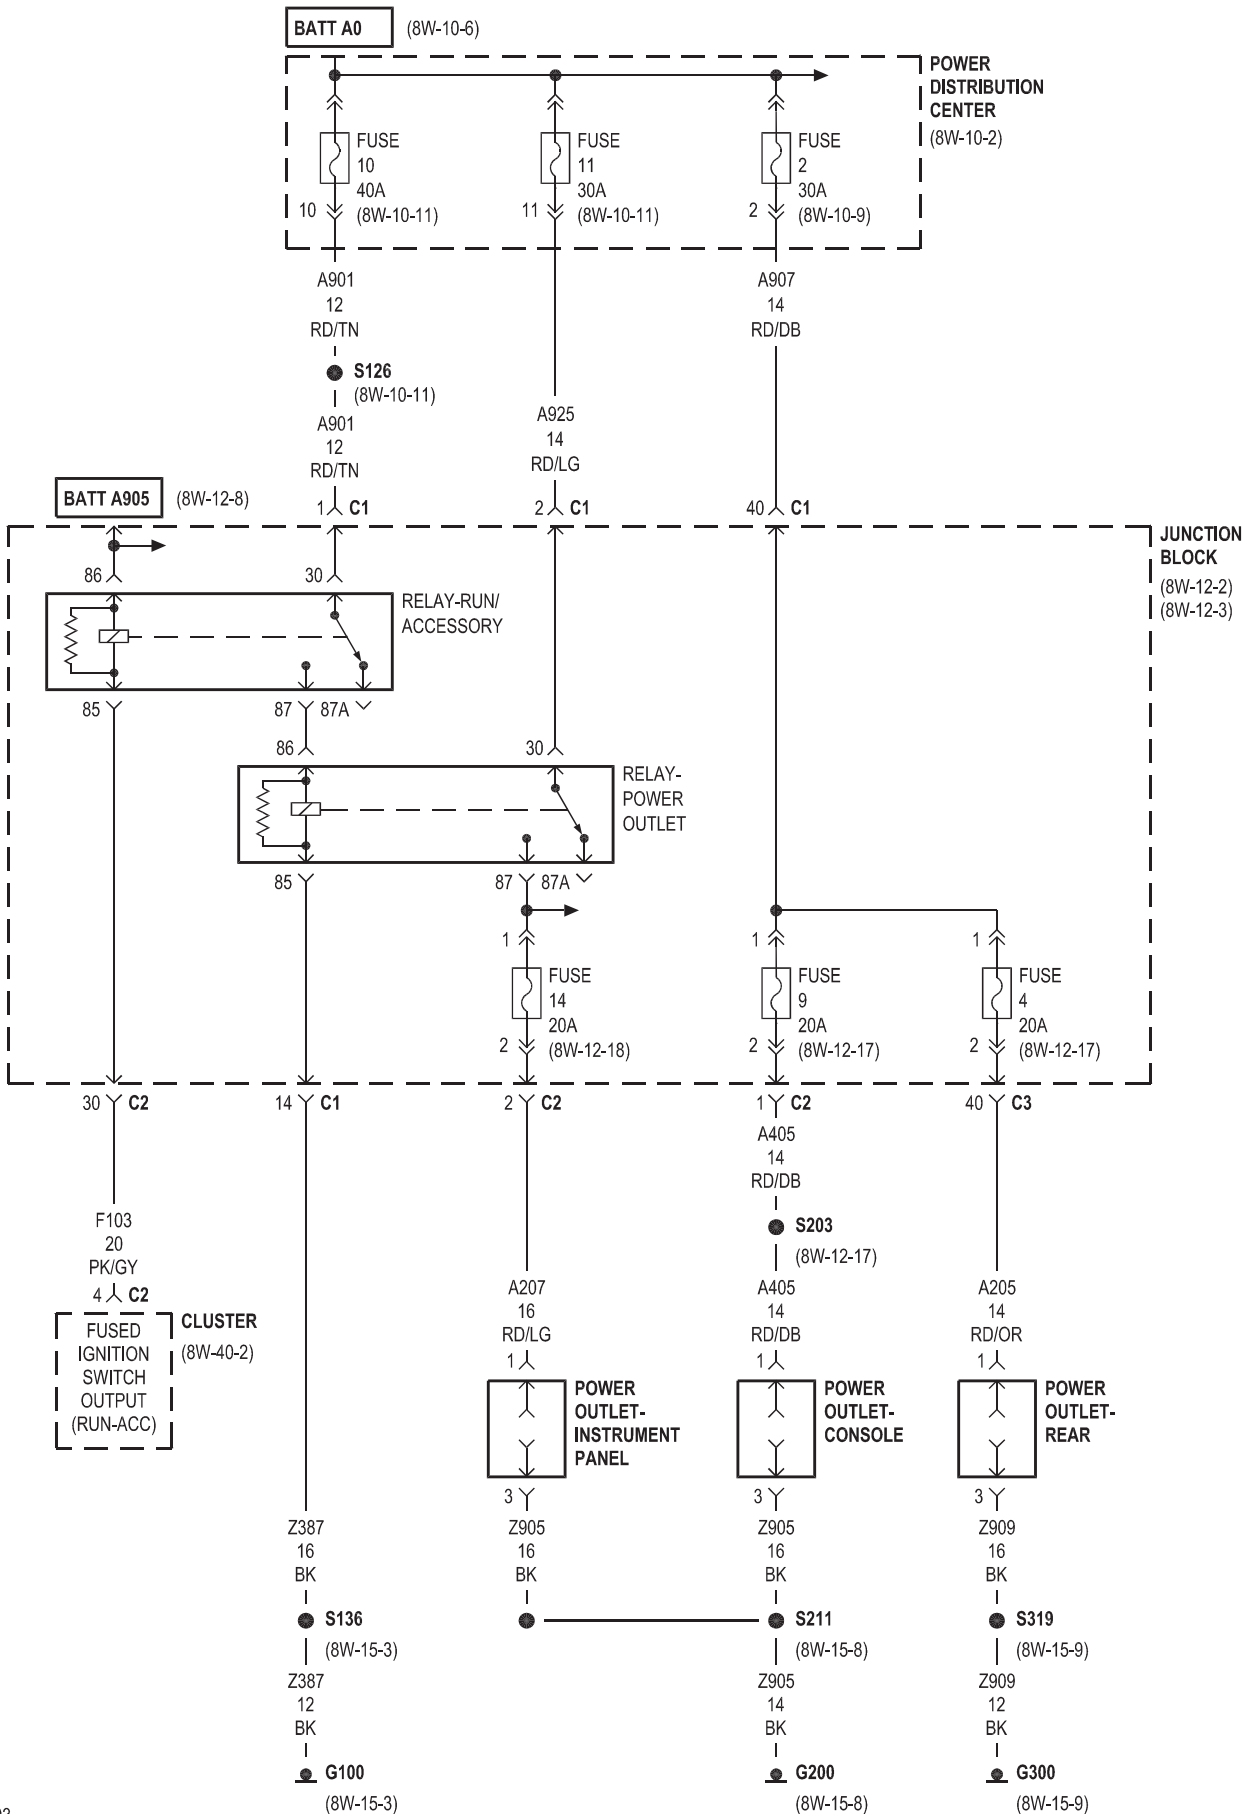 BATT A0 (8W-10-6)
POWER
DISTRIBUTION
CENTER
(8W-10-2)
FUSE
10
40A
10 (8W-10-11)
FUSE
11
30A
11 (8W-10-11)
FUSE
2
30A
2 (8W-10-9)
A901
12
RD/TN
S126
(8W-10-11)
A901
12
RD/TN
A925
14
RD/LG
A907
14
RD/DB
BATT A905 (8W-12-8)
1 C1
2 C1
40 C1
JUNCTION
BLOCK
(8W-12-2)
(8W-12-3)
86 30
RELAY-RUN/
ACCESSORY
85 87 87A
86 30
RELAY-
POWER
OUTLET
85 87 87A
1
FUSE
14
20A
2 (8W-12-18)
1
FUSE
9
20A
2 (8W-12-17)
1
FUSE
4
20A
2 (8W-12-17)
30 C2
14 C1
2 C2
1 C2
40 C3
A405
14
RD/DB
S203
(8W-12-17)
F103
20
PK/GY
4 C2
CLUSTER
(8W-40-2)
FUSED
IGNITION
SWITCH
OUTPUT
(RUN-ACC)
A207
16
RD/LG
1
A405
14
RD/DB
1
A205
14
RD/OR
1
POWER
OUTLET-
INSTRUMENT
PANEL
POWER
OUTLET-
CONSOLE
POWER
OUTLET-
REAR
3
3
3
Z387
16
BK
Z905
16
BK
Z905
16
BK
Z909
16
BK
S136
(8W-15-3)
S211
(8W-15-8)
S319
(8W-15-9)
Z387
12
BK
Z905
14
BK
Z909
12
BK
G100
(8W-15-3)
G200
(8W-15-8)
G300
(8W-15-9)